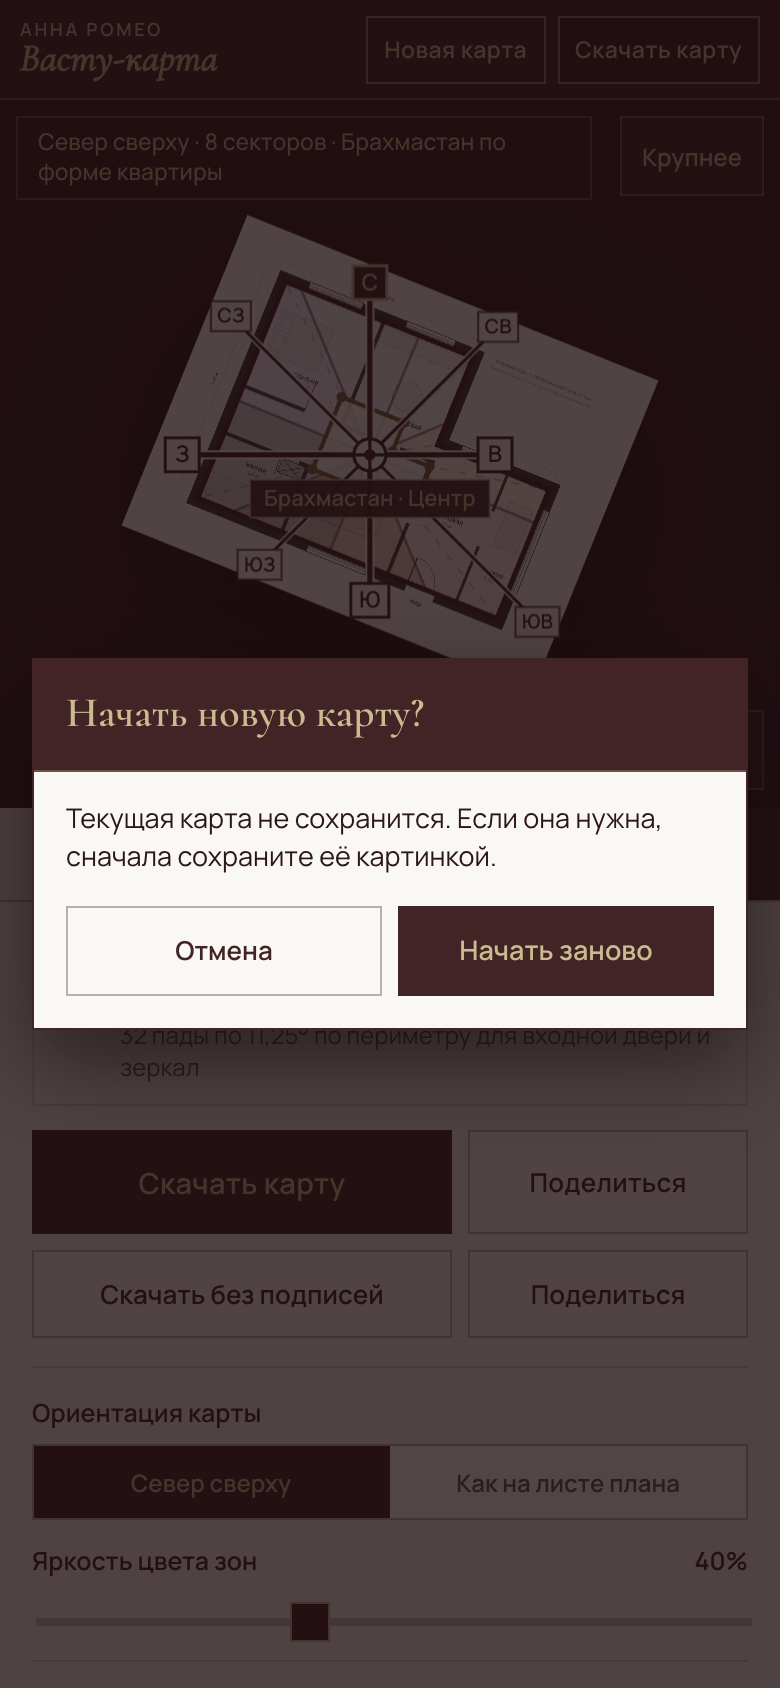 АННА РОМЕО
Васту-карта
Новая карта
Скачать карту
Север сверху · 8 секторов · Брахмастан по
форме квартиры
Крупнее
С
СЗ
СВ
З
В
Брахмастан · Центр
ЮЗ
Ю
ЮВ
Начать новую карту?
Текущая карта не сохранится. Если она нужна,
сначала сохраните её картинкой.
Отмена
Начать заново
32 пады по 11,25° по периметру для входной двери и
зеркал
Скачать карту
Поделиться
Скачать без подписей
Поделиться
Ориентация карты
Север сверху
Как на листе плана
Яркость цвета зон
40%